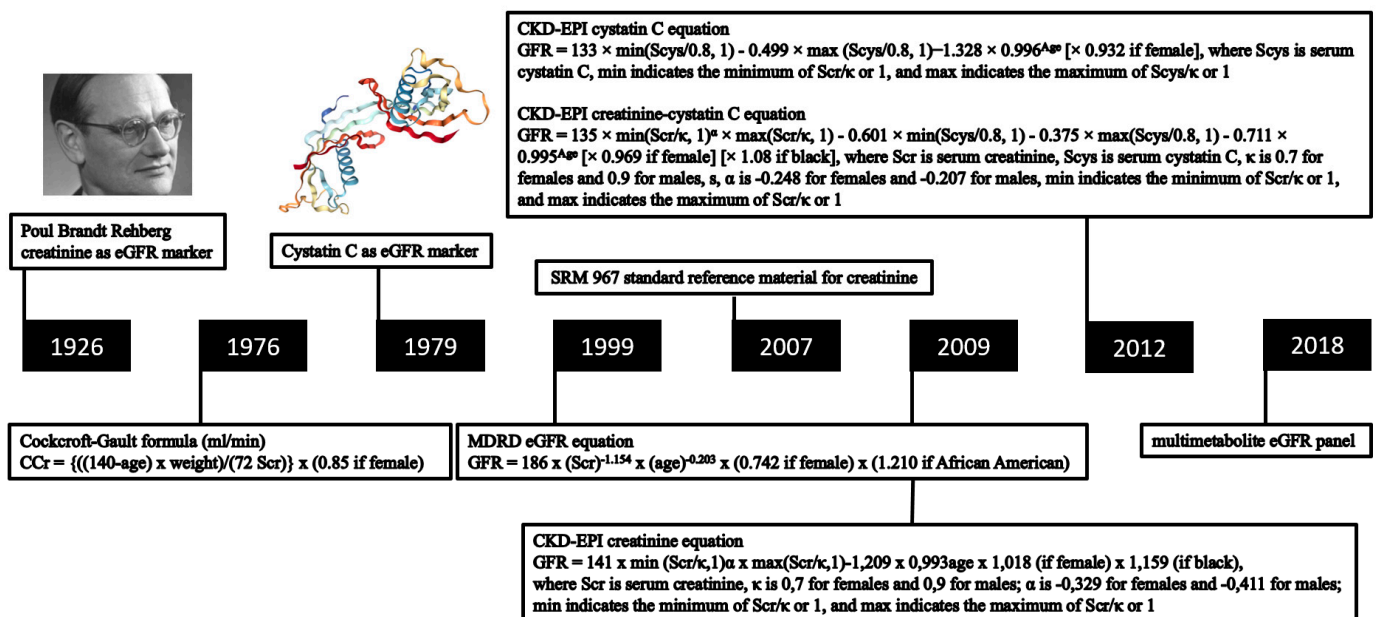 CKD-EPI cystatin C equation
GFR = 133 × min(Scys/0.8, 1) - 0.499 × max (Scys/0.8, 1)−1.328 × 0.996^Age [× 0.932 if female], where Scys is serum
cystatin C, min indicates the minimum of Scr/κ or 1, and max indicates the maximum of Scys/κ or 1
CKD-EPI creatinine-cystatin C equation
GFR = 135 × min(Scr/κ, 1)^α × max(Scr/κ, 1) - 0.601 × min(Scys/0.8, 1) - 0.375 × max(Scys/0.8, 1) - 0.711 ×
0.995^Age [× 0.969 if female] [× 1.08 if black], where Scr is serum creatinine, Scys is serum cystatin C, κ is 0.7 for
females and 0.9 for males, s, α is -0.248 for females and -0.207 for males, min indicates the minimum of Scr/κ or 1,
and max indicates the maximum of Scr/κ or 1
Poul Brandt Rehberg
creatinine as eGFR marker
Cystatin C as eGFR marker
SRM 967 standard reference material for creatinine
1926
1976
1979
1999
2007
2009
2012
2018
Cockcroft-Gault formula (ml/min)
CCr = {((140-age) x weight)/(72 Scr)} x (0.85 if female)
MDRD eGFR equation
GFR = 186 x (Scr)^-1.154 x (age)^-0.203 x (0.742 if female) x (1.210 if African American)
multimetabolite eGFR panel
CKD-EPI creatinine equation
GFR = 141 x min (Scr/κ,1)α x max(Scr/κ,1)-1,209 x 0,993age x 1,018 (if female) x 1,159 (if black),
where Scr is serum creatinine, κ is 0,7 for females and 0,9 for males; α is -0,329 for females and -0,411 for males;
min indicates the minimum of Scr/κ or 1, and max indicates the maximum of Scr/κ or 1